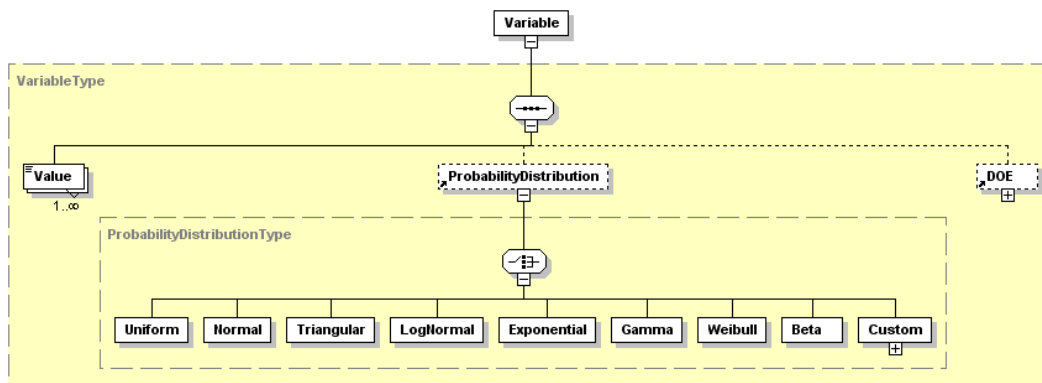 Variable
VariableType
Value
ProbabilityDistribution
DOE
1..∞
ProbabilityDistributionType
Uniform
Normal
Triangular
LogNormal
Exponential
Gamma
Weibull
Beta
Custom